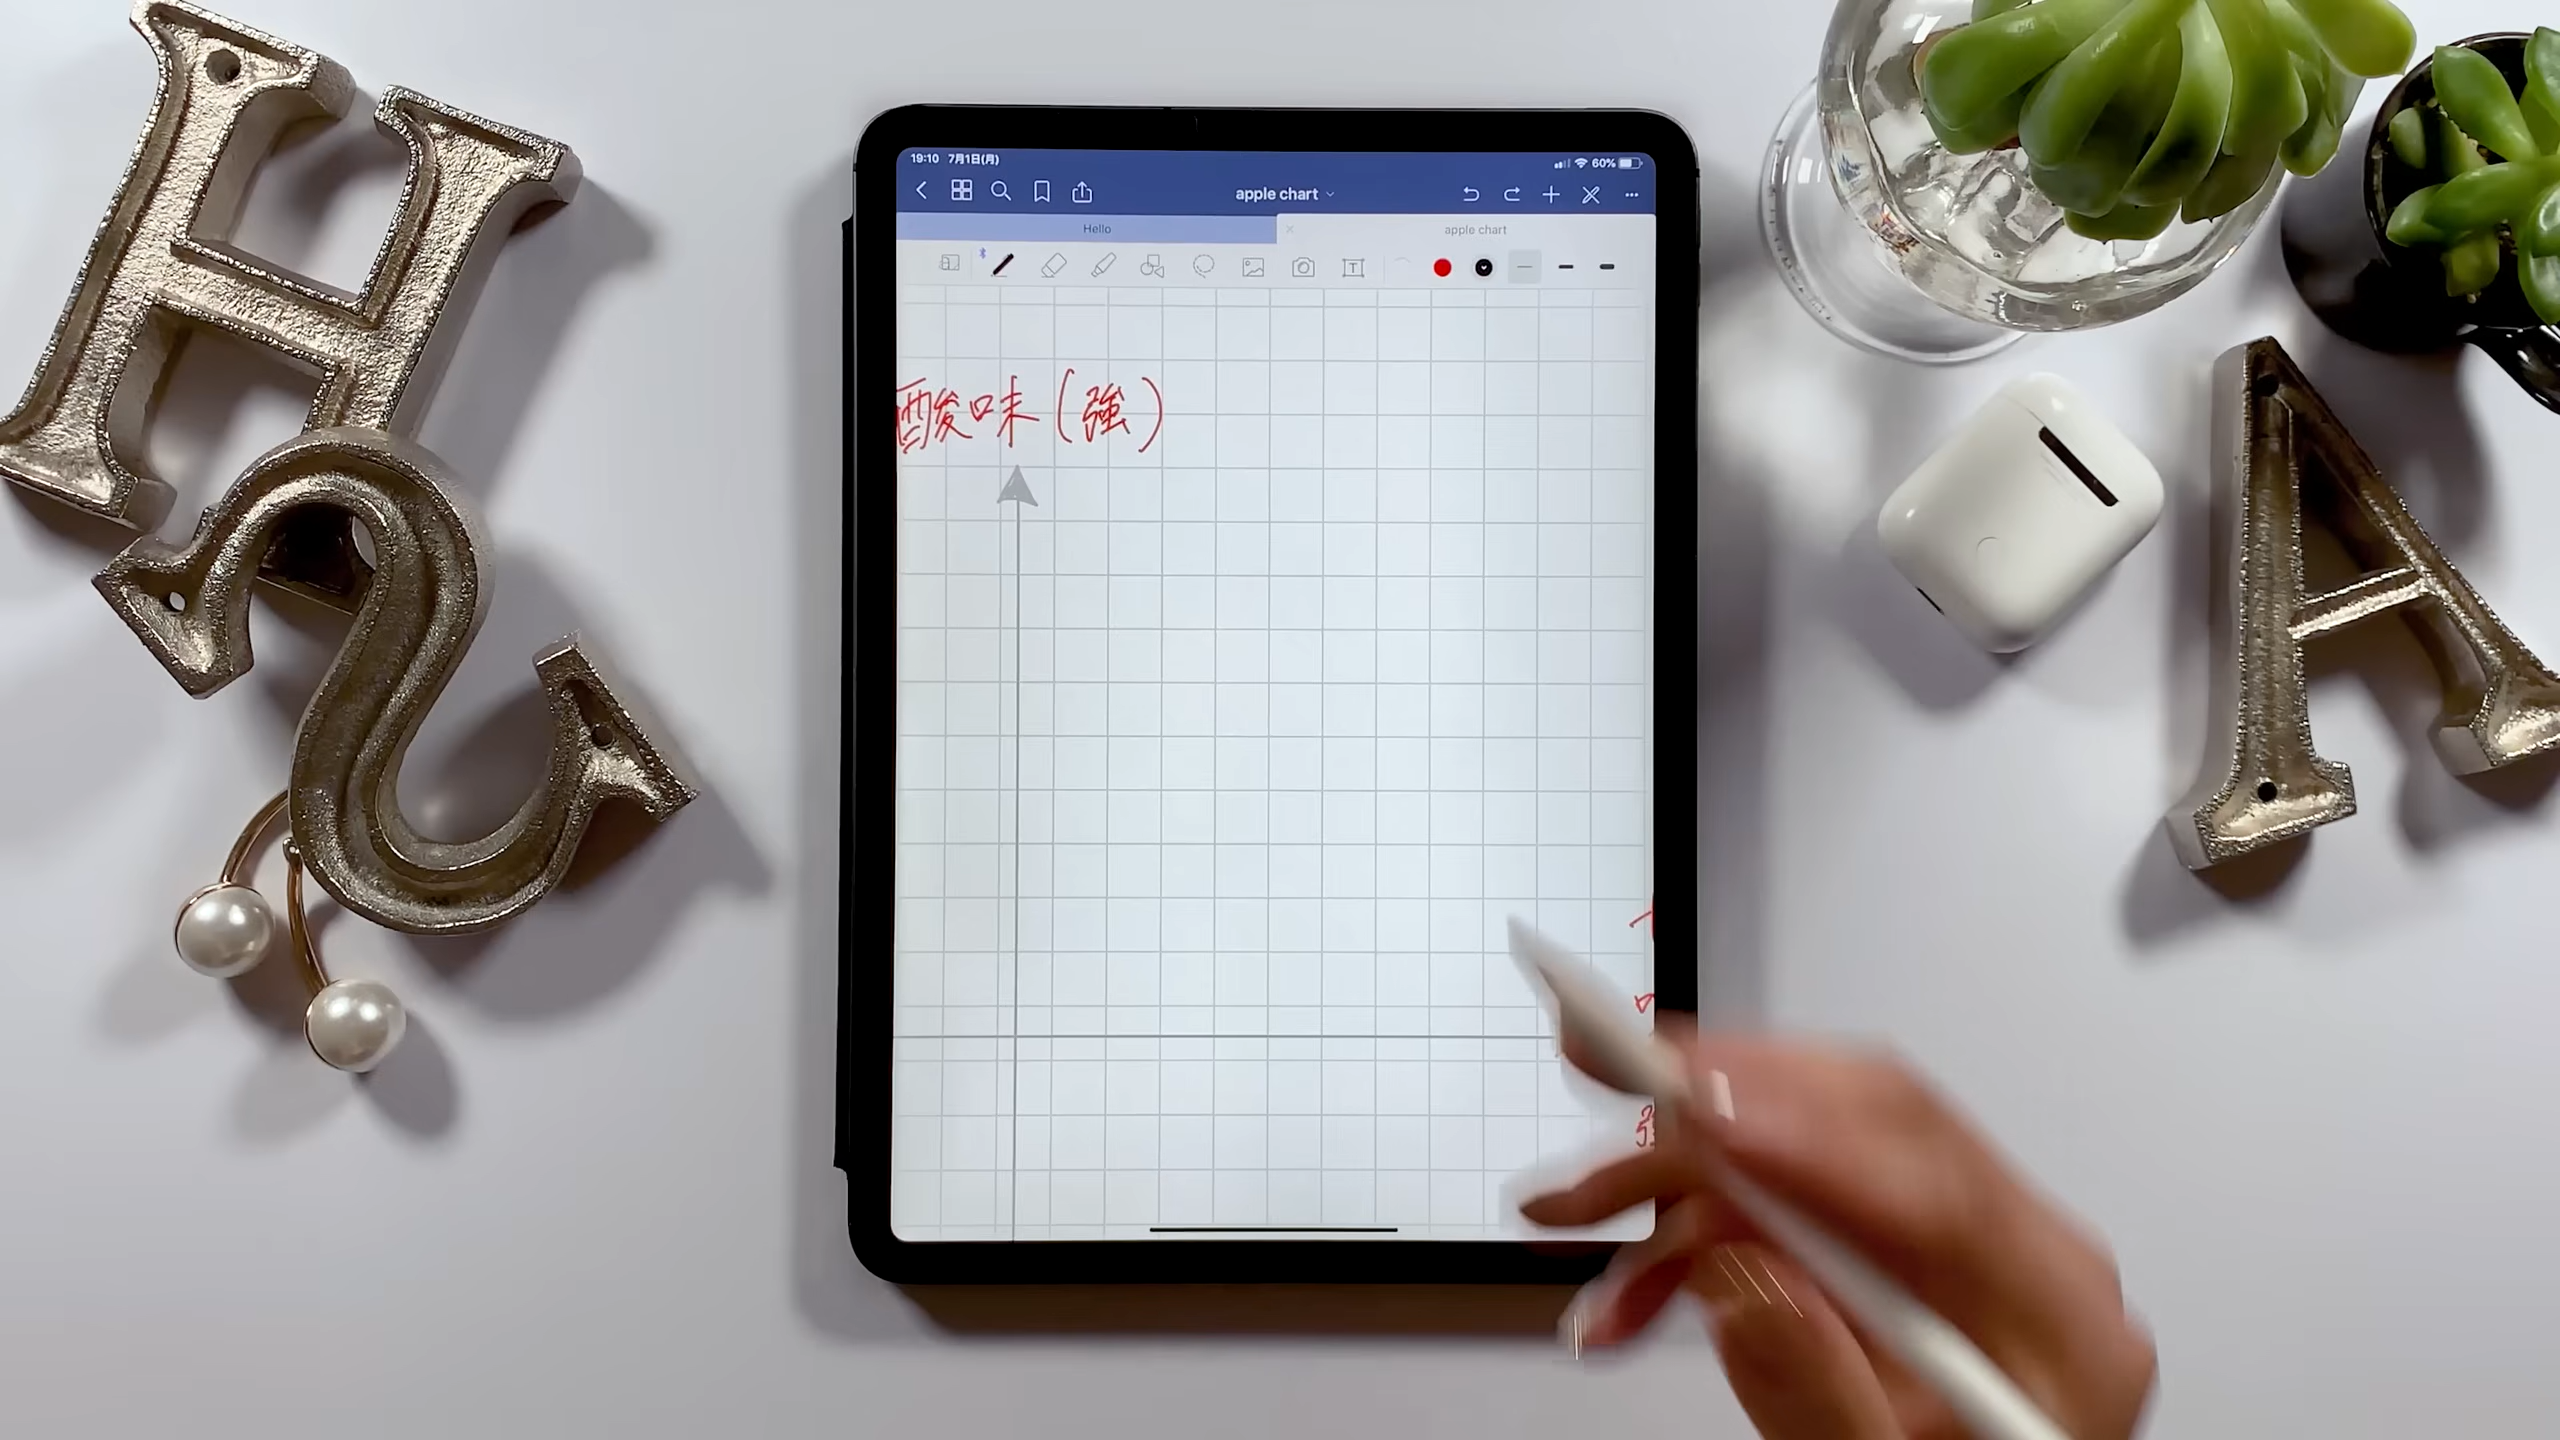 H
S
A
19:10 7月1日(月)
60%
apple chart
Hello
apple chart
酸味(強)